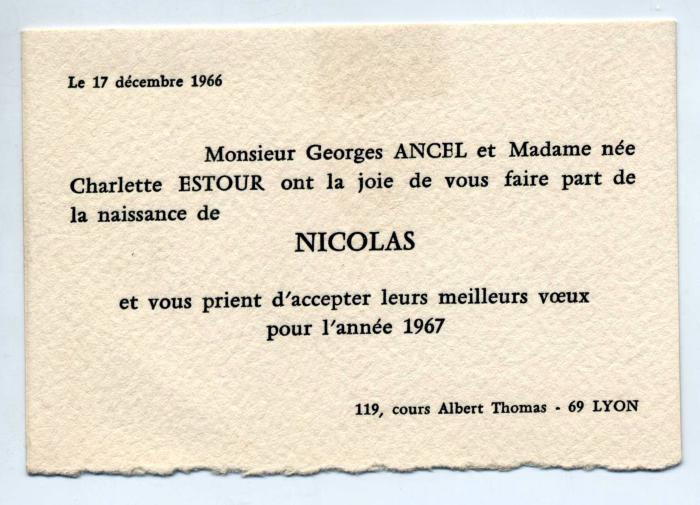 Le 17 décembre 1966
Monsieur Georges ANCEL et Madame née
Charlette ESTOUR ont la joie de vous faire part de
la naissance de
NICOLAS
et vous prient d'accepter leurs meilleurs vœux
pour l'année 1967
119, cours Albert Thomas - 69 LYON